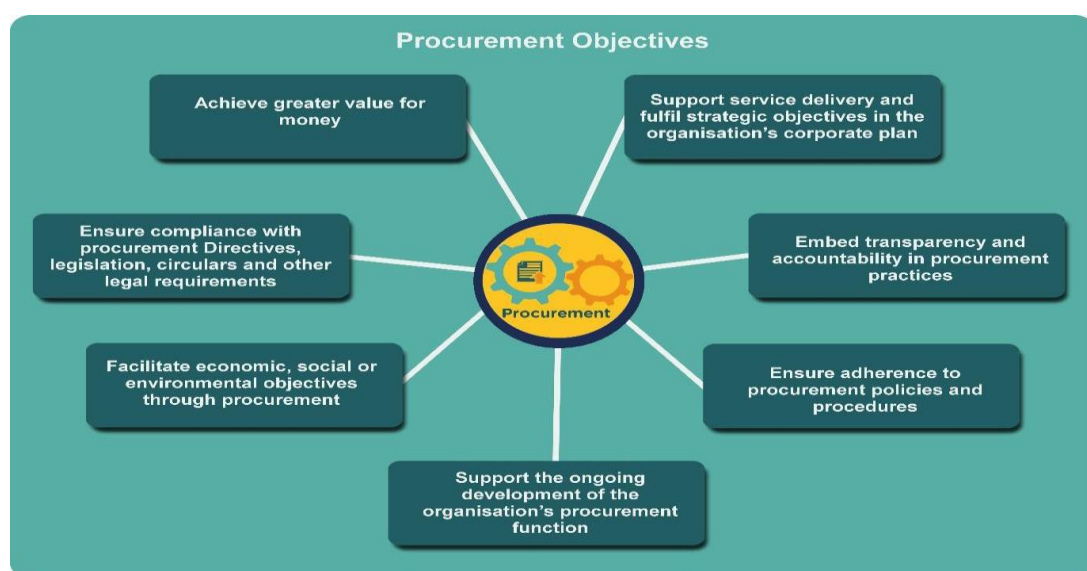 Procurement Objectives
Achieve greater value for
money
Support service delivery and
fulfil strategic objectives in the
organisation's corporate plan
Ensure compliance with
procurement Directives,
legislation, circulars and other
legal requirements
Embed transparency and
accountability in procurement
practices
Procurement
Facilitate economic, social or
environmental objectives
through procurement
Ensure adherence to
procurement policies and
procedures
Support the ongoing
development of the
organisation's procurement
function